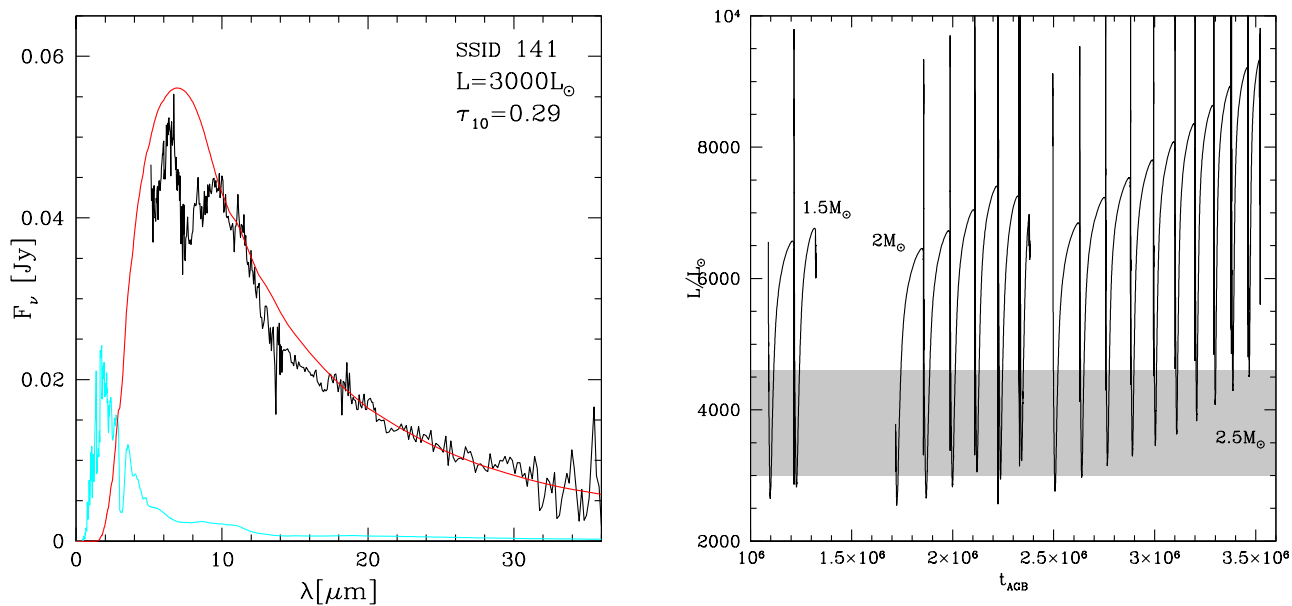 SSID 141
L=3000L⊙
τ₁₀=0.29
0.06
0.04
0.02
0
F_ν [Jy]
0 10 20 30
λ[μm]
10⁴
8000
6000
4000
2000
L/L⊙
1.5M⊙
2M⊙
2.5M⊙
10⁶ 1.5×10⁶ 2×10⁶ 2.5×10⁶ 3×10⁶ 3.5×10⁶
t_AGB